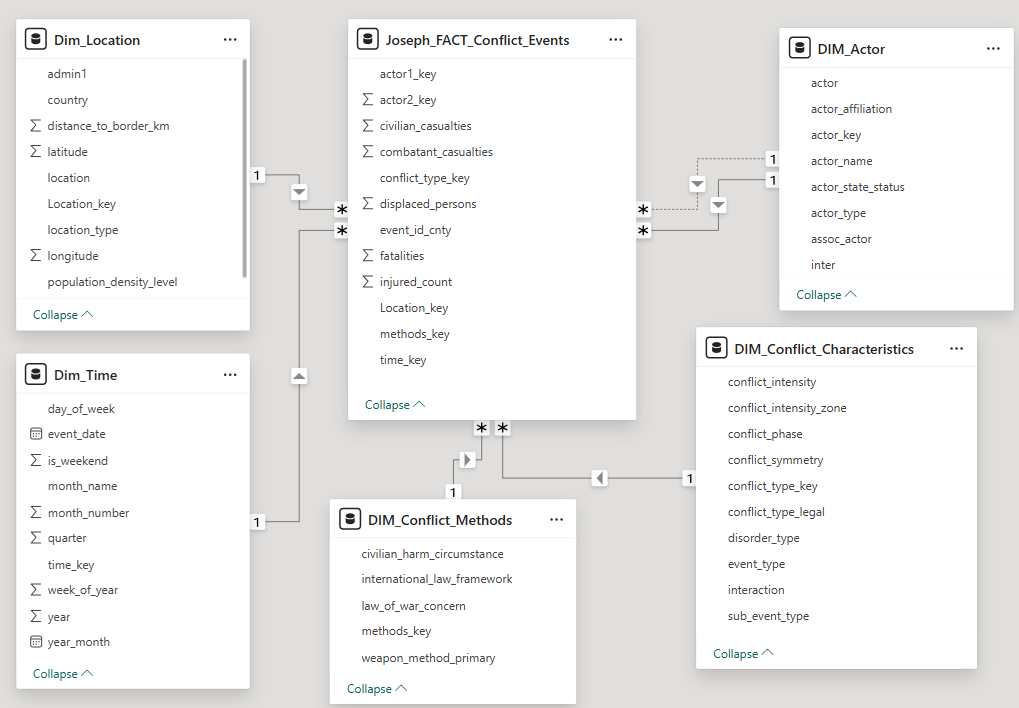 Dim_Location
admin1
country
distance_to_border_km
latitude
location
Location_key
location_type
longitude
population_density_level
Collapse
Joseph_FACT_Conflict_Events
actor1_key
actor2_key
civilian_casualties
combatant_casualties
conflict_type_key
displaced_persons
event_id_cnty
fatalities
injured_count
Location_key
methods_key
time_key
Collapse
DIM_Actor
actor
actor_affiliation
actor_key
actor_name
actor_state_status
actor_type
assoc_actor
inter
Collapse
Dim_Time
day_of_week
event_date
is_weekend
month_name
month_number
quarter
time_key
week_of_year
year
year_month
Collapse
DIM_Conflict_Methods
civilian_harm_circumstance
international_law_framework
law_of_war_concern
methods_key
weapon_method_primary
Collapse
DIM_Conflict_Characteristics
conflict_intensity
conflict_intensity_zone
conflict_phase
conflict_symmetry
conflict_type_key
conflict_type_legal
disorder_type
event_type
interaction
sub_event_type
Collapse
1
*
1
*
1
*
1
*
1
*
1
*